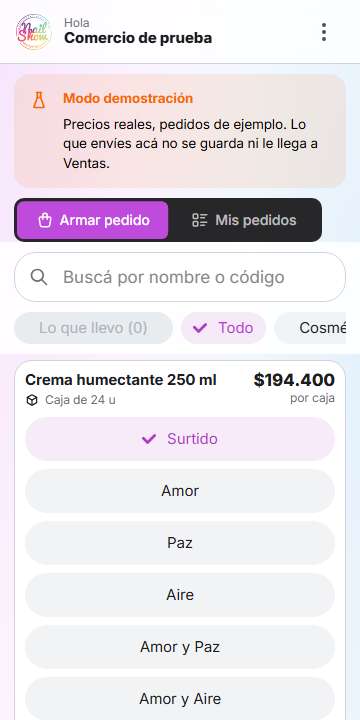 Nail
Show
Hola
Comercio de prueba
Modo demostración
Precios reales, pedidos de ejemplo. Lo
que envíes acá no se guarda ni le llega a
Ventas.
Armar pedido
Mis pedidos
Buscá por nombre o código
Lo que llevo (0)
Todo
Cosmé
Crema humectante 250 ml
$194.400
Caja de 24 u
por caja
Surtido
Amor
Paz
Aire
Amor y Paz
Amor y Aire